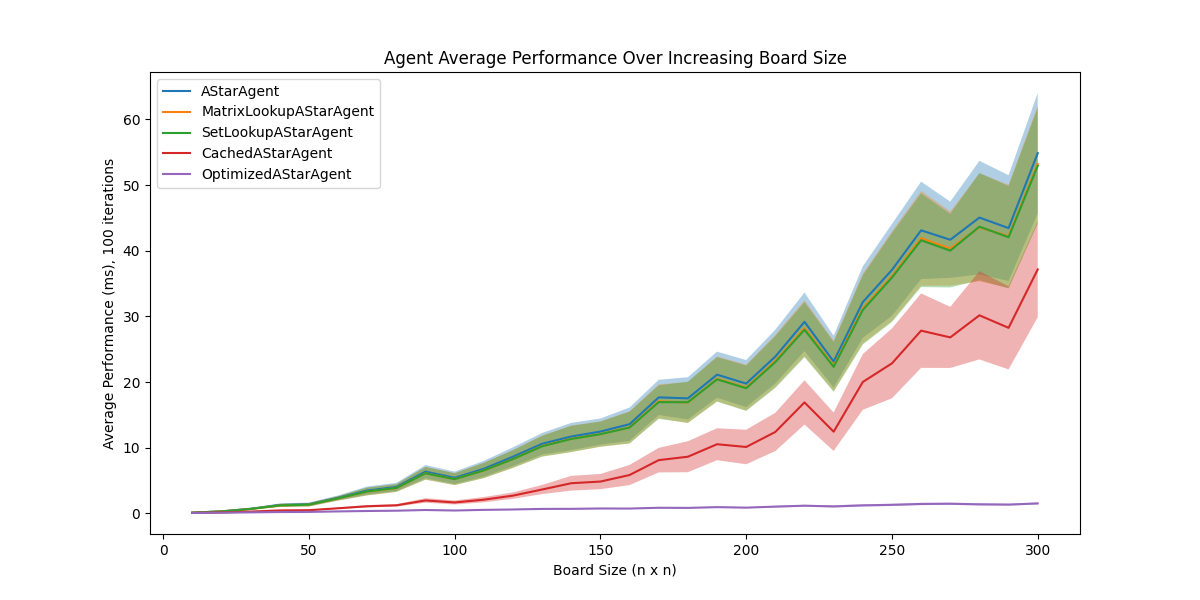 Agent Average Performance Over Increasing Board Size
AStarAgent
MatrixLookupAStarAgent
SetLookupAStarAgent
CachedAStarAgent
OptimizedAStarAgent
Average Performance (ms), 100 iterations
60
50
40
30
20
10
0
0 50 100 150 200 250 300
Board Size (n x n)